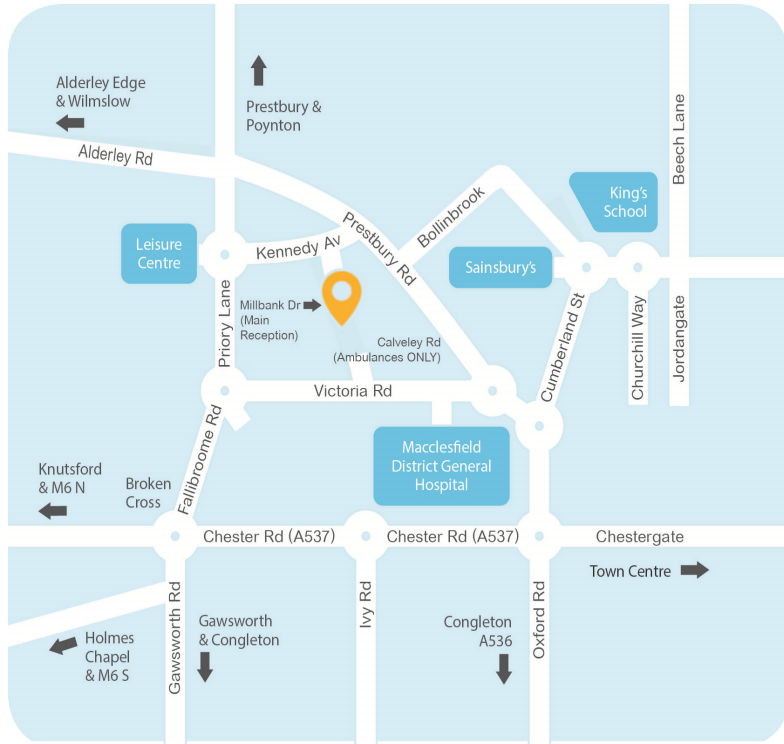 Alderley Edge
& Wilmslow
Prestbury &
Poynton
Beech Lane
Alderley Rd
King's
School
Bollinbrook
Prestbury Rd
Leisure
Centre
Kennedy Av
Sainsbury's
Millbank Dr
(Main
Reception)
Priory Lane
Calveley Rd
(Ambulances ONLY)
Cumberland St
Churchill Way
Jordangate
Victoria Rd
Macclesfield
District General
Hospital
Fallibroome Rd
Knutsford
& M6 N
Broken
Cross
Chester Rd (A537)
Chester Rd (A537)
Chestergate
Town Centre
Gawsworth Rd
Ivy Rd
Oxford Rd
Gawsworth
& Congleton
Congleton
A536
Holmes
Chapel
& M6 S